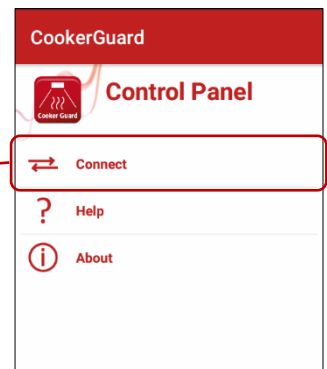 CookerGuard
Control Panel
Cooker Guard
Connect
? Help
i About